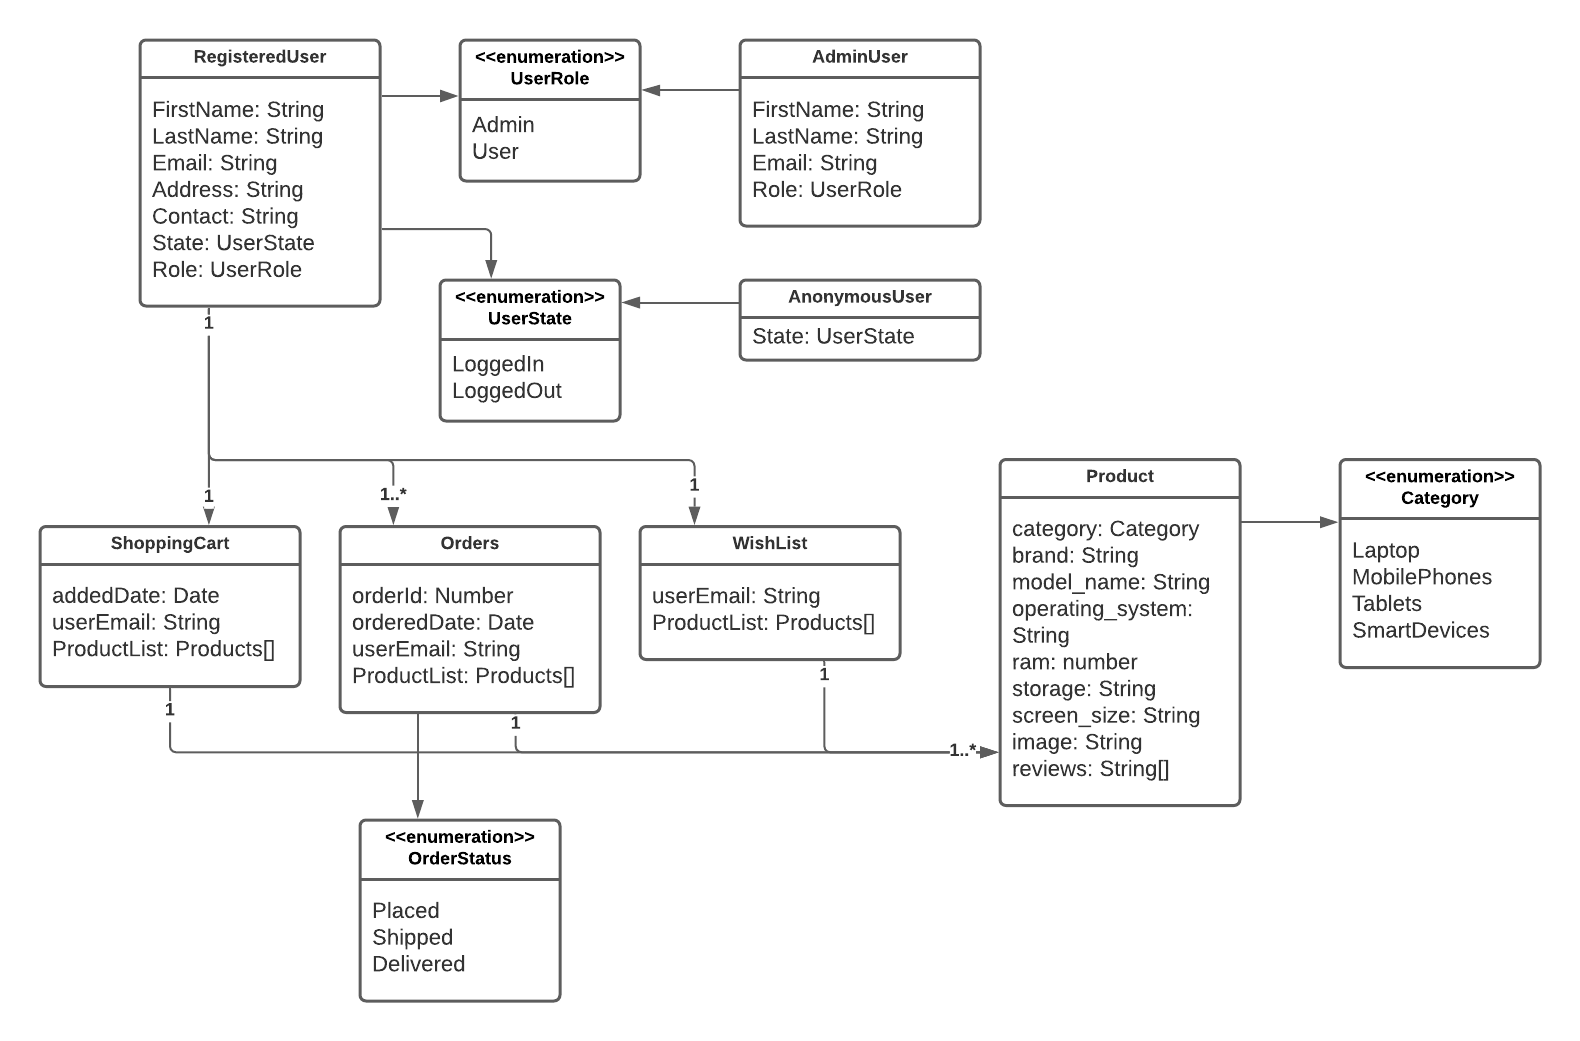 RegisteredUser
FirstName: String
LastName: String
Email: String
Address: String
Contact: String
State: UserState
Role: UserRole
<<enumeration>>
UserRole
Admin
User
AdminUser
FirstName: String
LastName: String
Email: String
Role: UserRole
<<enumeration>>
UserState
LoggedIn
LoggedOut
AnonymousUser
State: UserState
1
1
1..*
1
ShoppingCart
addedDate: Date
userEmail: String
ProductList: Products[]
Orders
orderId: Number
orderedDate: Date
userEmail: String
ProductList: Products[]
WishList
userEmail: String
ProductList: Products[]
Product
category: Category
brand: String
model_name: String
operating_system:
String
ram: number
storage: String
screen_size: String
image: String
reviews: String[]
<<enumeration>>
Category
Laptop
MobilePhones
Tablets
SmartDevices
1
1
1
1..*
<<enumeration>>
OrderStatus
Placed
Shipped
Delivered